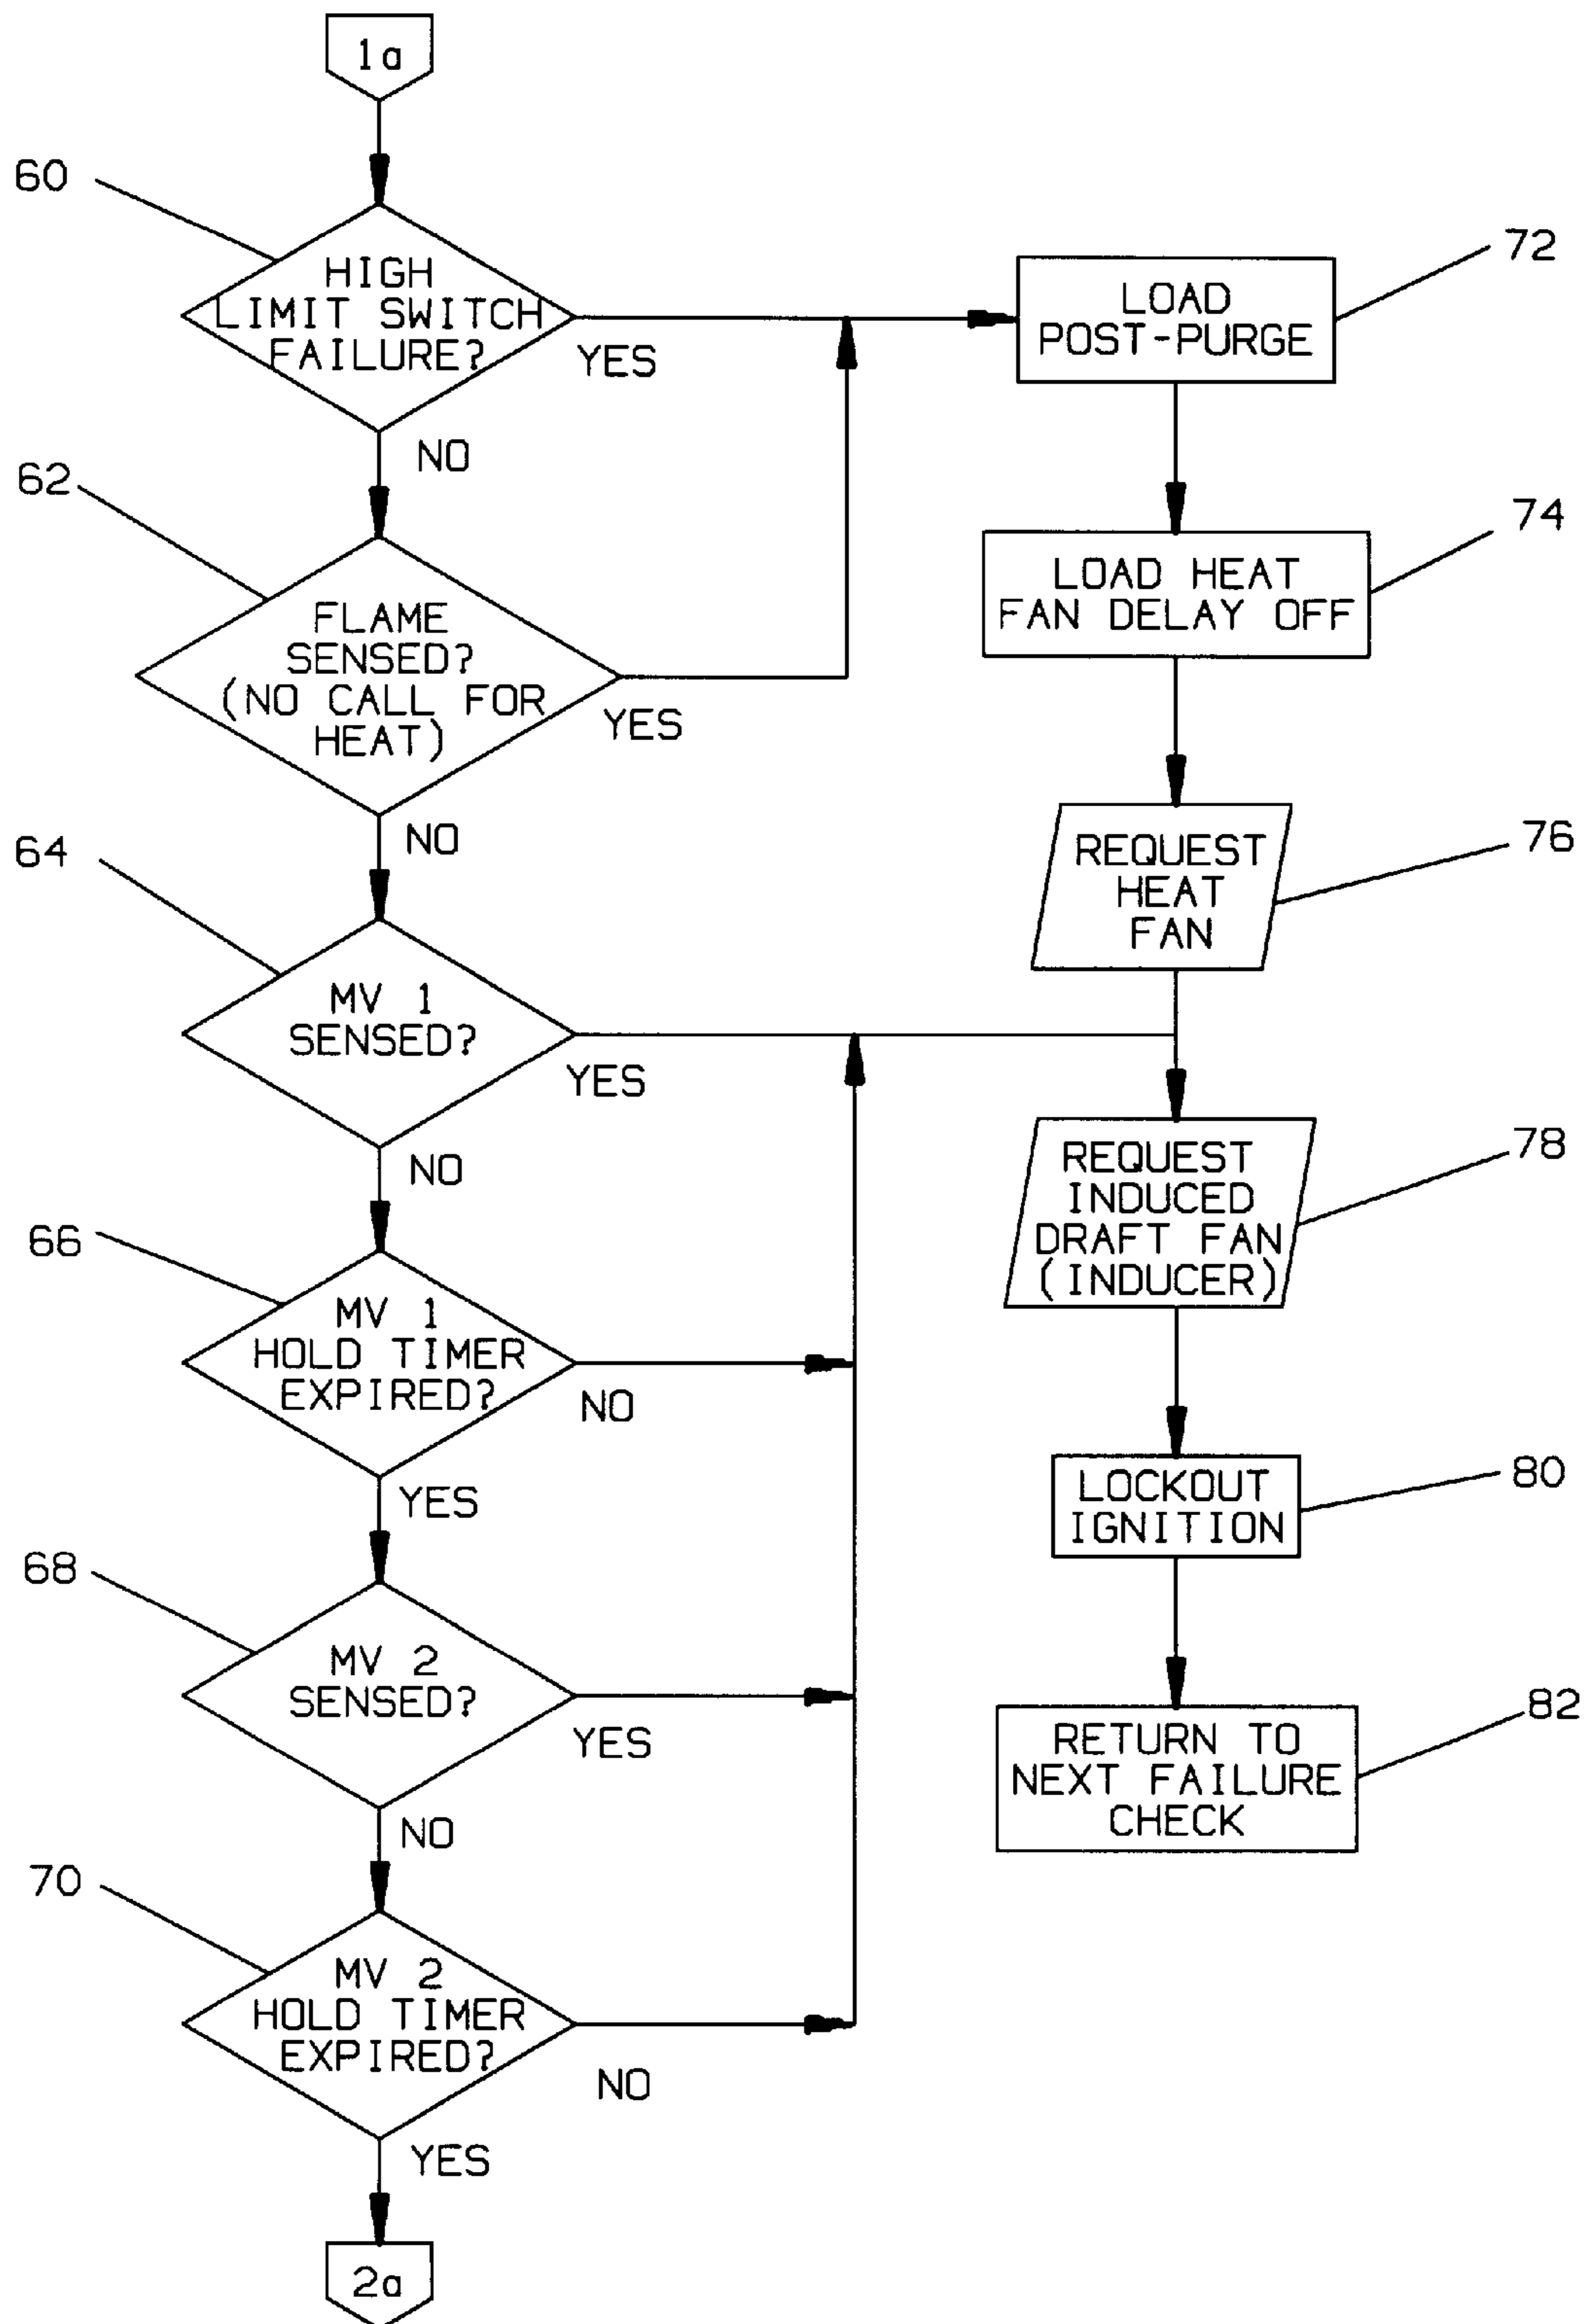 1a
60
HIGH
LIMIT SWITCH
FAILURE?
YES
NO
72
LOAD
POST-PURGE
62
FLAME
SENSED?
(NO CALL FOR
HEAT)
YES
NO
74
LOAD HEAT
FAN DELAY OFF
64
MV 1
SENSED?
YES
NO
76
REQUEST
HEAT
FAN
66
MV 1
HOLD TIMER
EXPIRED?
NO
YES
78
REQUEST
INDUCED
DRAFT FAN
(INDUCER)
68
MV 2
SENSED?
YES
NO
80
LOCKOUT
IGNITION
70
MV 2
HOLD TIMER
EXPIRED?
NO
YES
82
RETURN TO
NEXT FAILURE
CHECK
2a